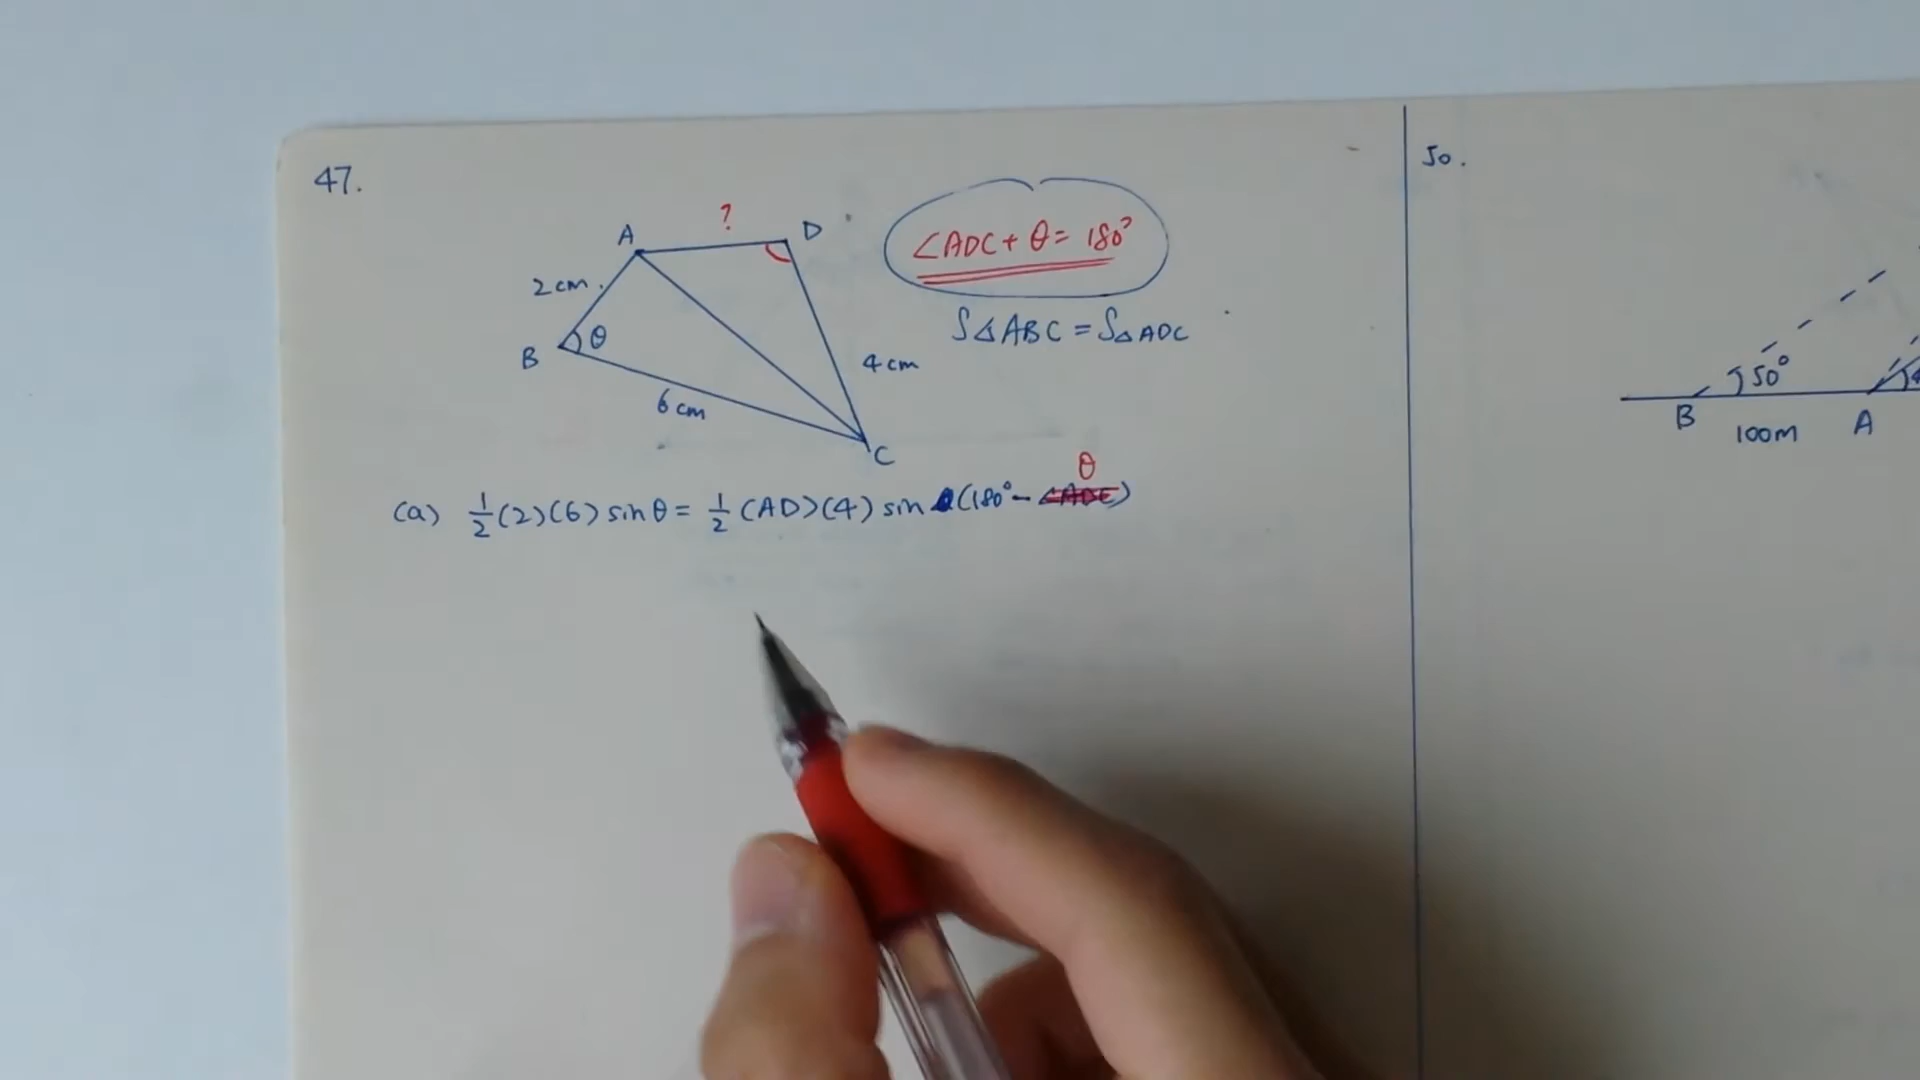 47.
?
A
D
∠ADC + θ = 180°
2cm
B
θ
4cm
S△ABC = S△ADC
6cm
C
(a) 1/2 (2)(6) sin θ = 1/2 (AD)(4) sin (180° - θ)
50.
50°
B
100m
A